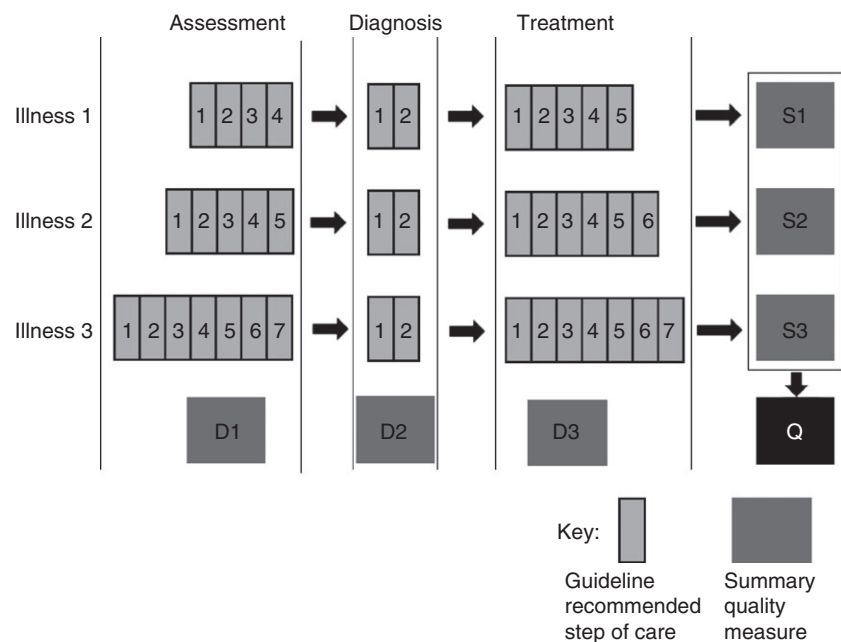 Assessment Diagnosis Treatment
Illness 1 1 2 3 4 1 2 1 2 3 4 5 S1
Illness 2 1 2 3 4 5 1 2 1 2 3 4 5 6 S2
Illness 3 1 2 3 4 5 6 7 1 2 1 2 3 4 5 6 7 S3
D1 D2 D3 Q
Key:
Guideline
recommended
step of care
Summary
quality
measure